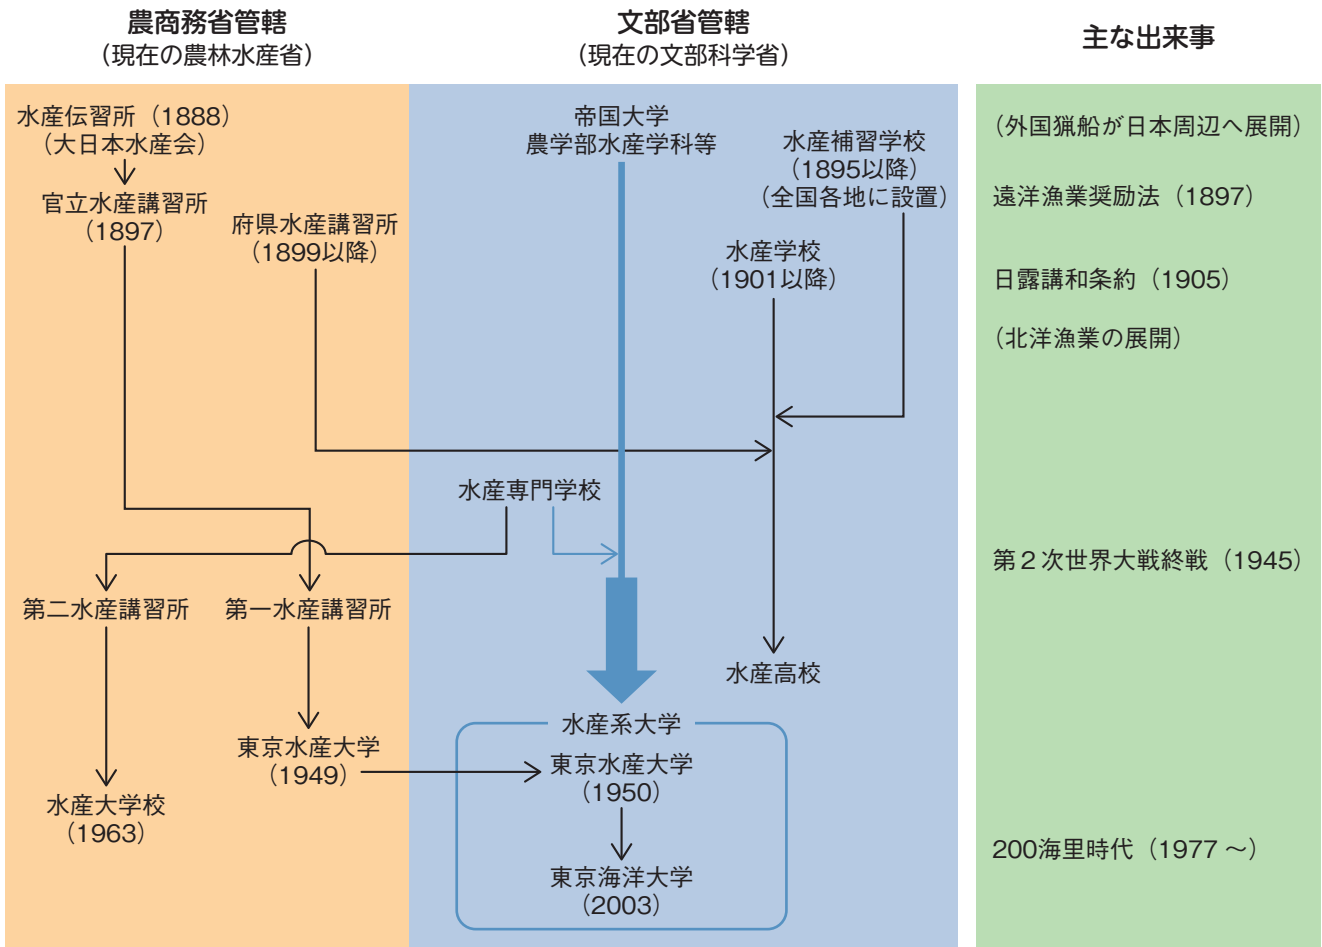 農商務省管轄
（現在の農林水産省）
水産伝習所（1888）
（大日本水産会）
官立水産講習所
（1897）
府県水産講習所
（1899以降）
第二水産講習所
第一水産講習所
東京水産大学
（1949）
水産大学校
（1963）
文部省管轄
（現在の文部科学省）
帝国大学
農学部水産学科等
水産補習学校
（1895以降）
（全国各地に設置）
水産学校
（1901以降）
水産専門学校
水産高校
水産系大学
東京水産大学
（1950）
東京海洋大学
（2003）
主な出来事
（外国猟船が日本周辺へ展開）
遠洋漁業奨励法（1897）
日露講和条約（1905）
（北洋漁業の展開）
第２次世界大戦終戦（1945）
200海里時代（1977 〜）